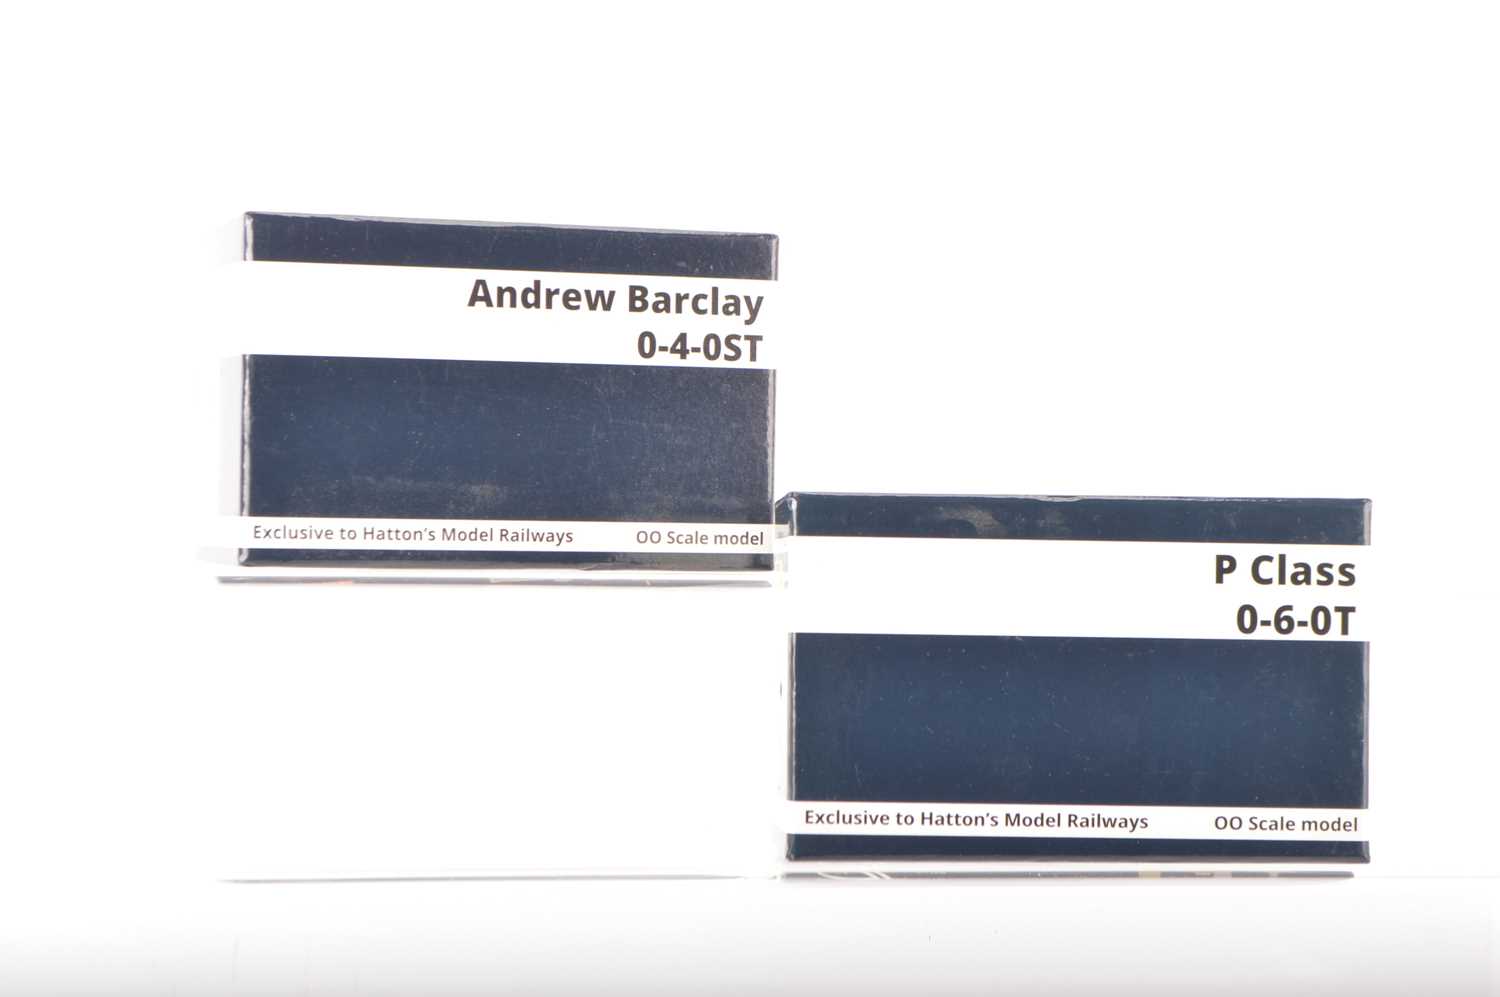 Andrew Barclay
0-4-0ST
Exclusive to Hatton's Model Railways OO Scale model
P Class
0-6-0T
Exclusive to Hatton's Model Railways OO Scale model